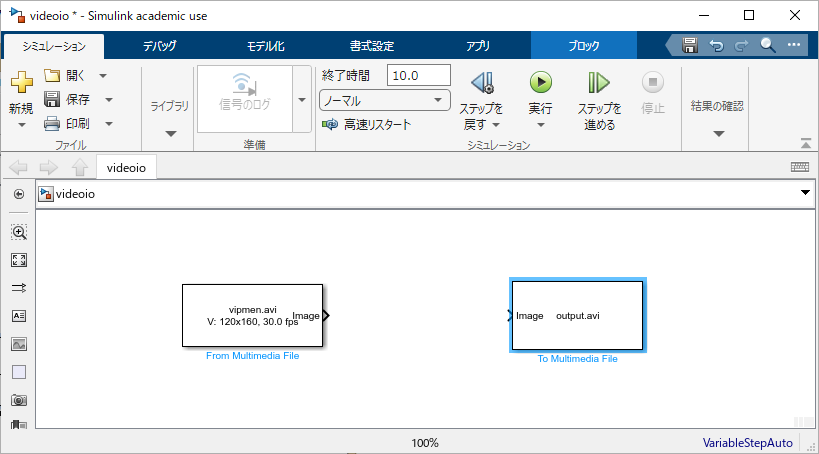 videoio * - Simulink academic use
シミュレーション
デバッグ
モデル化
書式設定
アプリ
ブロック
新規
開く
保存
印刷
ファイル
ライブラリ
信号のログ
準備
終了時間 10.0
ノーマル
高速リスタート
ステップを
戻す
実行
ステップを
進める
停止
シミュレーション
結果の確認
videoio
videoio
vipmen.avi
V: 120x160, 30.0 fps
Image
From Multimedia File
Image
output.avi
To Multimedia File
100%
VariableStepAuto